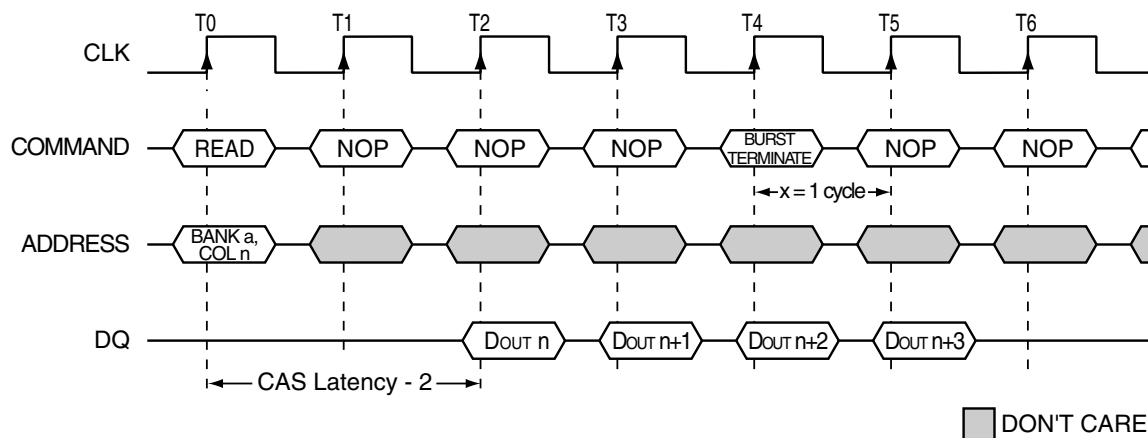 T0 T1 T2 T3 T4 T5 T6
CLK
COMMAND READ NOP NOP NOP BURST TERMINATE NOP NOP
x = 1 cycle
ADDRESS BANK a, COL n
DQ DOUT n DOUT n+1 DOUT n+2 DOUT n+3
CAS Latency - 2
DON'T CARE